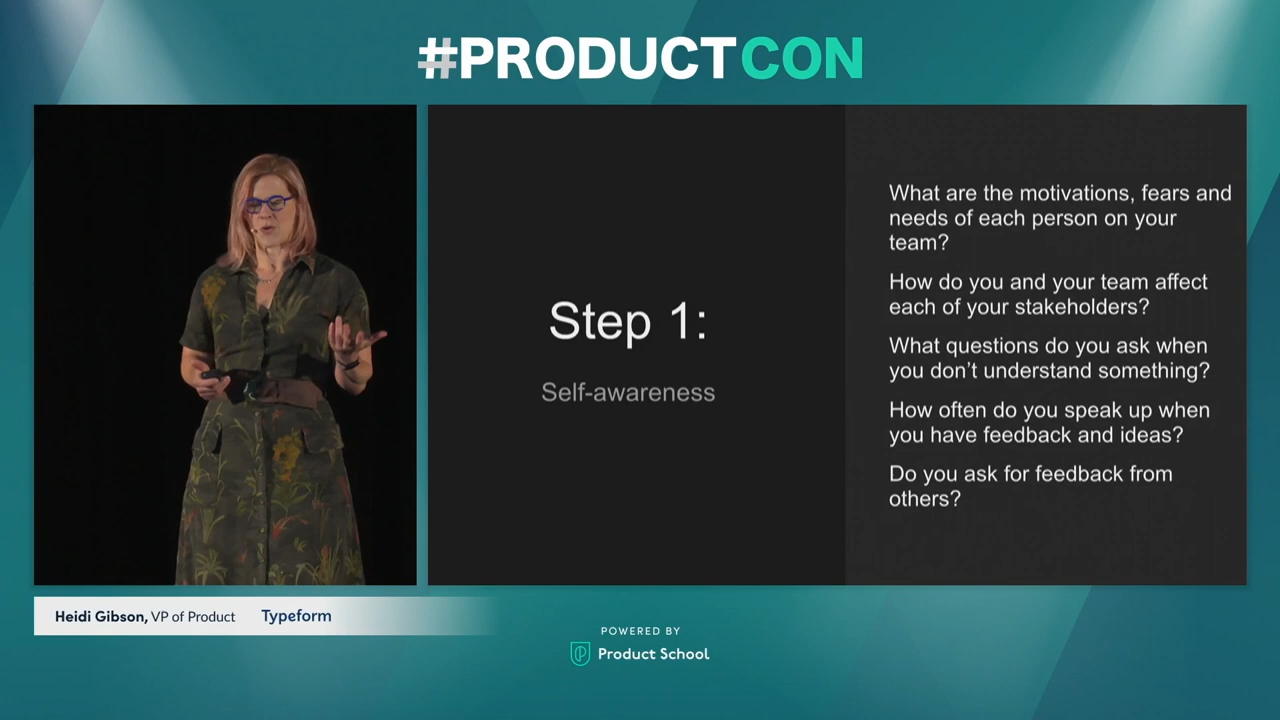 #PRODUCTCON
What are the motivations, fears and
needs of each person on your
team?
How do you and your team affect
each of your stakeholders?
Step 1:
What questions do you ask when
you don’t understand something?
Self-awareness
How often do you speak up when
you have feedback and ideas?
Do you ask for feedback from
others?
Heidi Gibson, VP of Product Typeform
POWERED BY
Product School